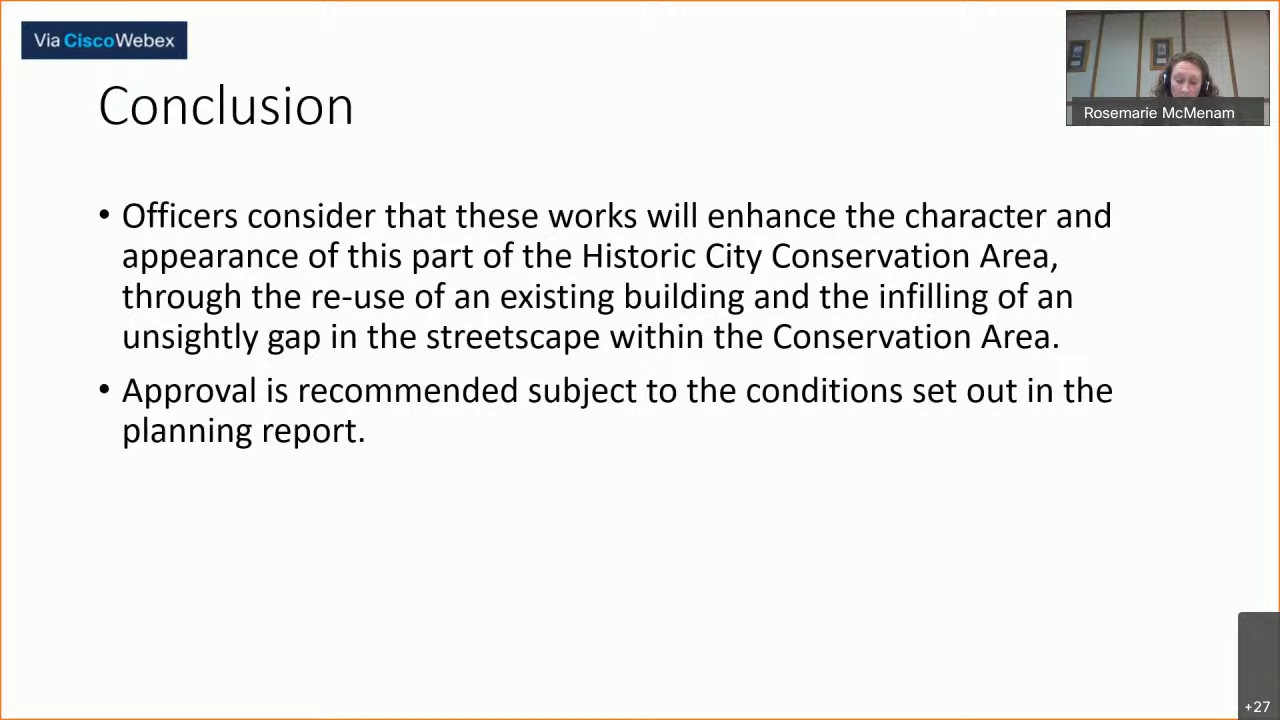 Via CiscoWebex
Rosemarie McMenam
Conclusion
• Officers consider that these works will enhance the character and
appearance of this part of the Historic City Conservation Area,
through the re-use of an existing building and the infilling of an
unsightly gap in the streetscape within the Conservation Area.
• Approval is recommended subject to the conditions set out in the
planning report.
+27